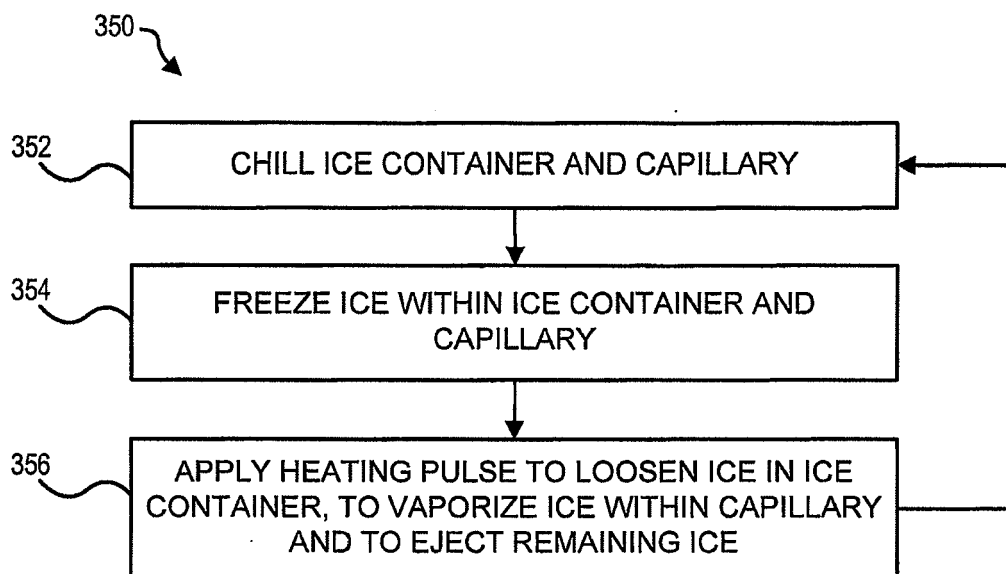 350
352
CHILL ICE CONTAINER AND CAPILLARY
354
FREEZE ICE WITHIN ICE CONTAINER AND
CAPILLARY
356
APPLY HEATING PULSE TO LOOSEN ICE IN ICE
CONTAINER, TO VAPORIZE ICE WITHIN CAPILLARY
AND TO EJECT REMAINING ICE